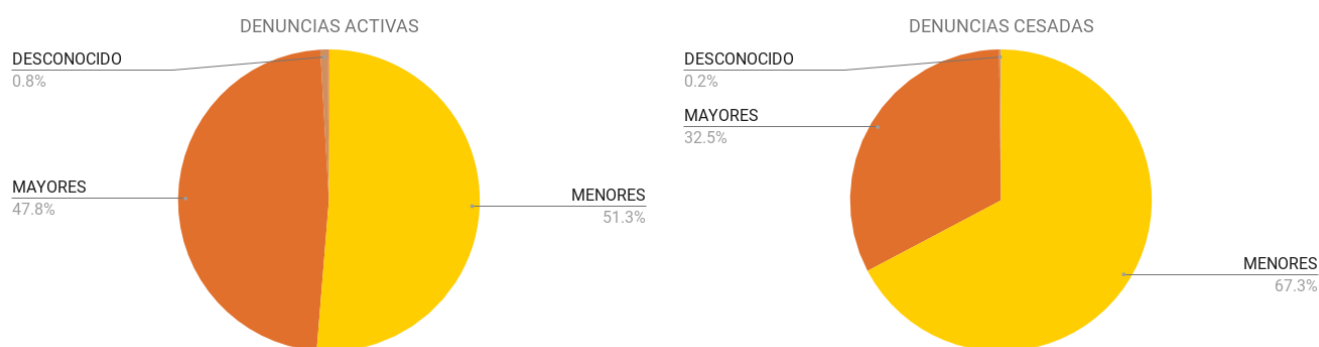 DENUNCIAS ACTIVAS
DESCONOCIDO
0.8%
MAYORES
47.8%
MENORES
51.3%
DENUNCIAS CESADAS
DESCONOCIDO
0.2%
MAYORES
32.5%
MENORES
67.3%